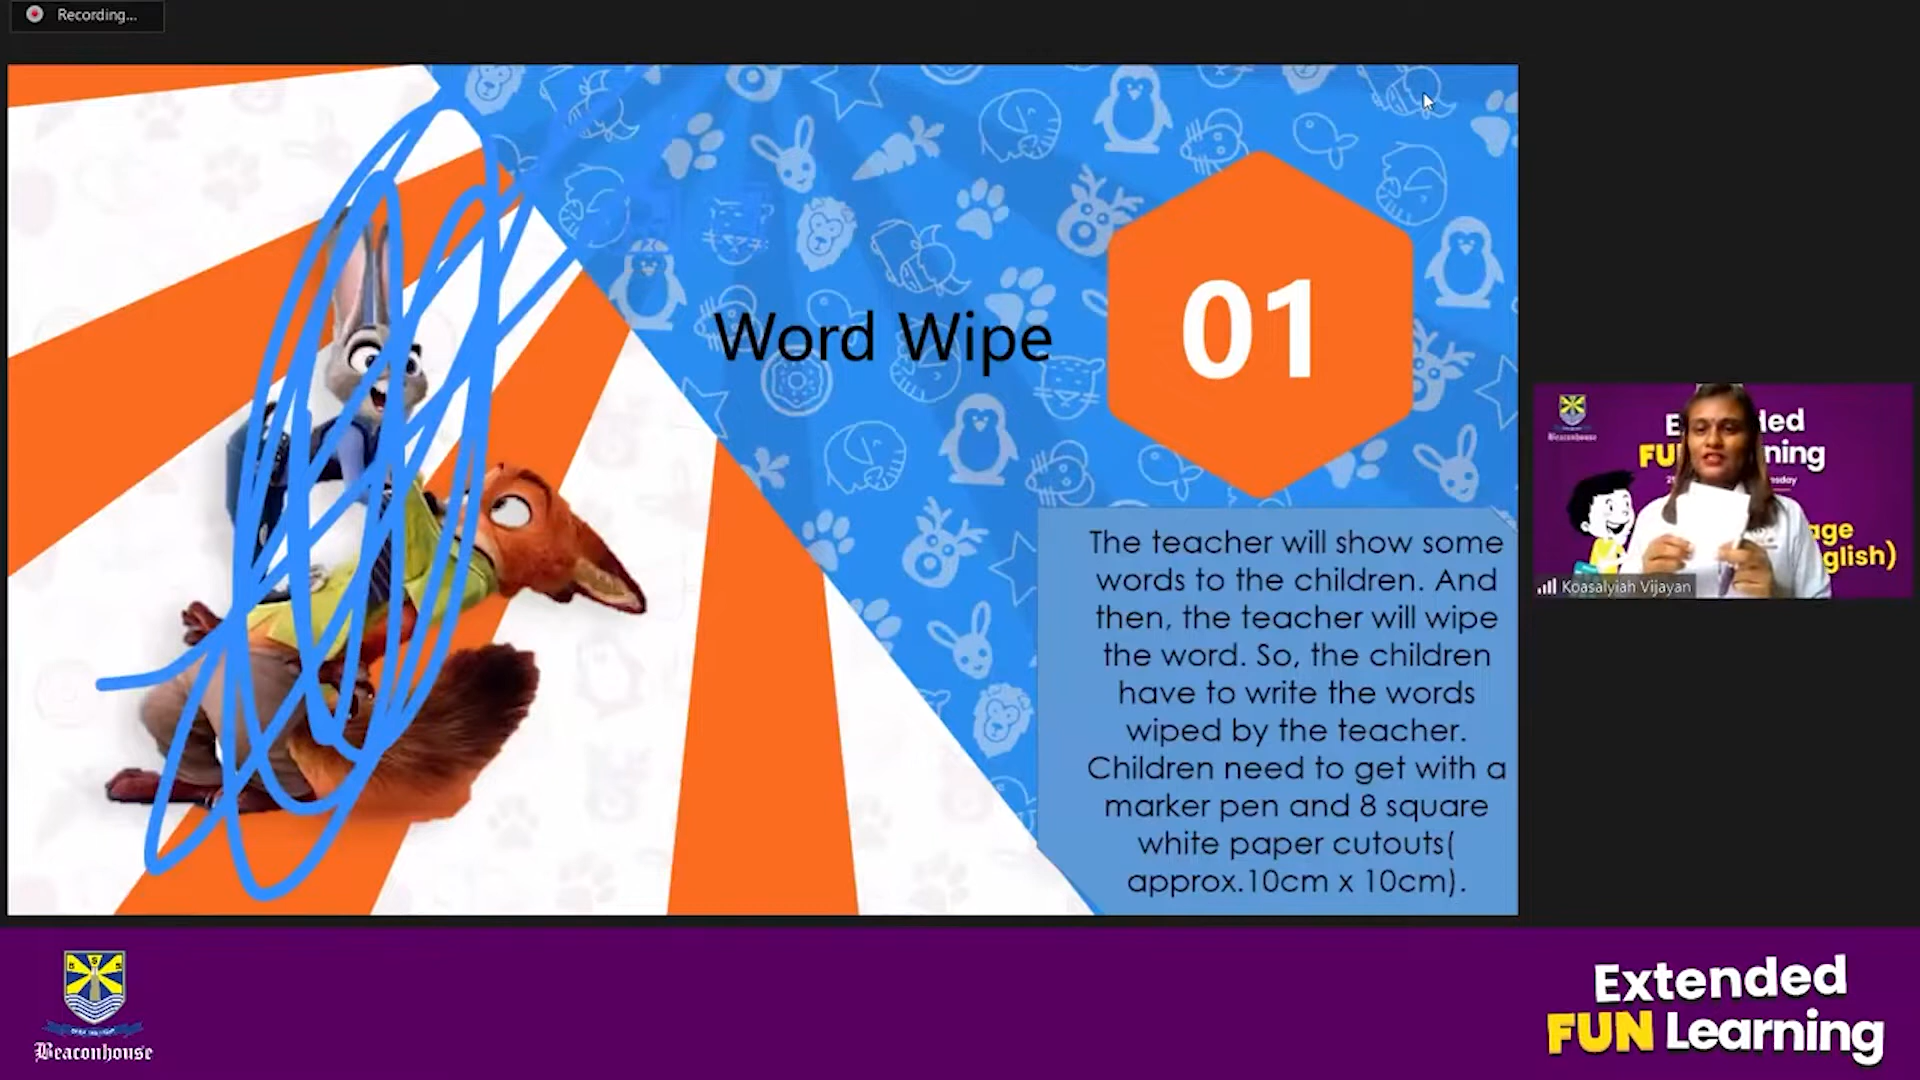 Recording...
Word Wipe
01
The teacher will show some
words to the children. And
then, the teacher will wipe
the word. So, the children
have to write the words
wiped by the teacher.
Children need to get with a
marker pen and 8 square
white paper cutouts(
approx.10cm x 10cm).
Beaconhouse
Koasalyiah Vijayan
Beaconhouse
Extended
FUN Learning